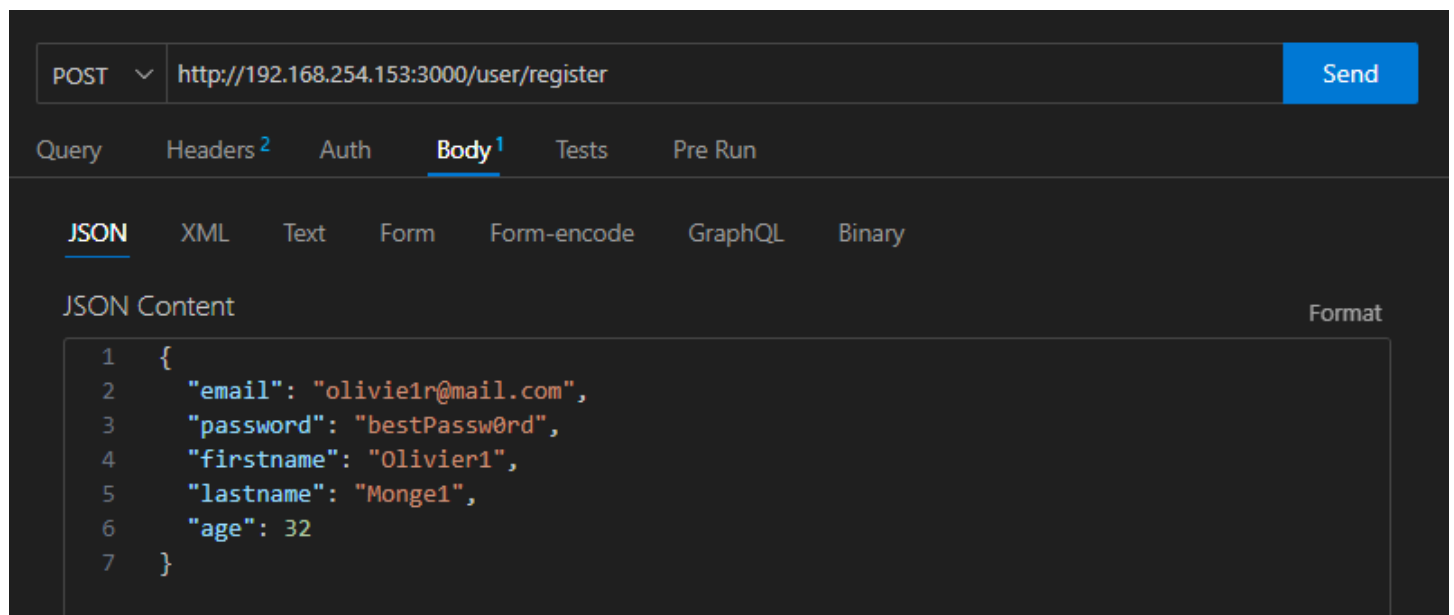 POST http://192.168.254.153:3000/user/register Send
Query Headers 2 Auth Body 1 Tests Pre Run
JSON XML Text Form Form-encode GraphQL Binary
JSON Content
Format
1 {
2 "email": "olivie1r@mail.com",
3 "password": "bestPassw0rd",
4 "firstname": "Olivier1",
5 "lastname": "Monge1",
6 "age": 32
7 }